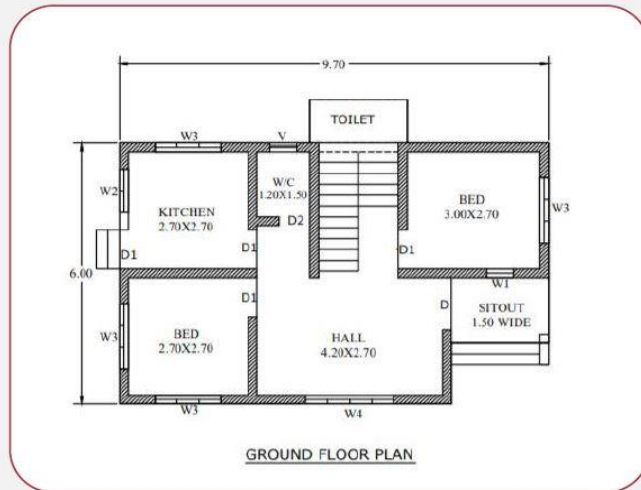 9.70
TOILET
W3
V
W2
W/C
1.20X1.50
KITCHEN
2.70X2.70
BED
3.00X2.70
W3
D2
D1
D1
D1
6.00
W1
D1
D
SITOUT
1.50 WIDE
W3
BED
2.70X2.70
HALL
4.20X2.70
W3
W4
GROUND FLOOR PLAN